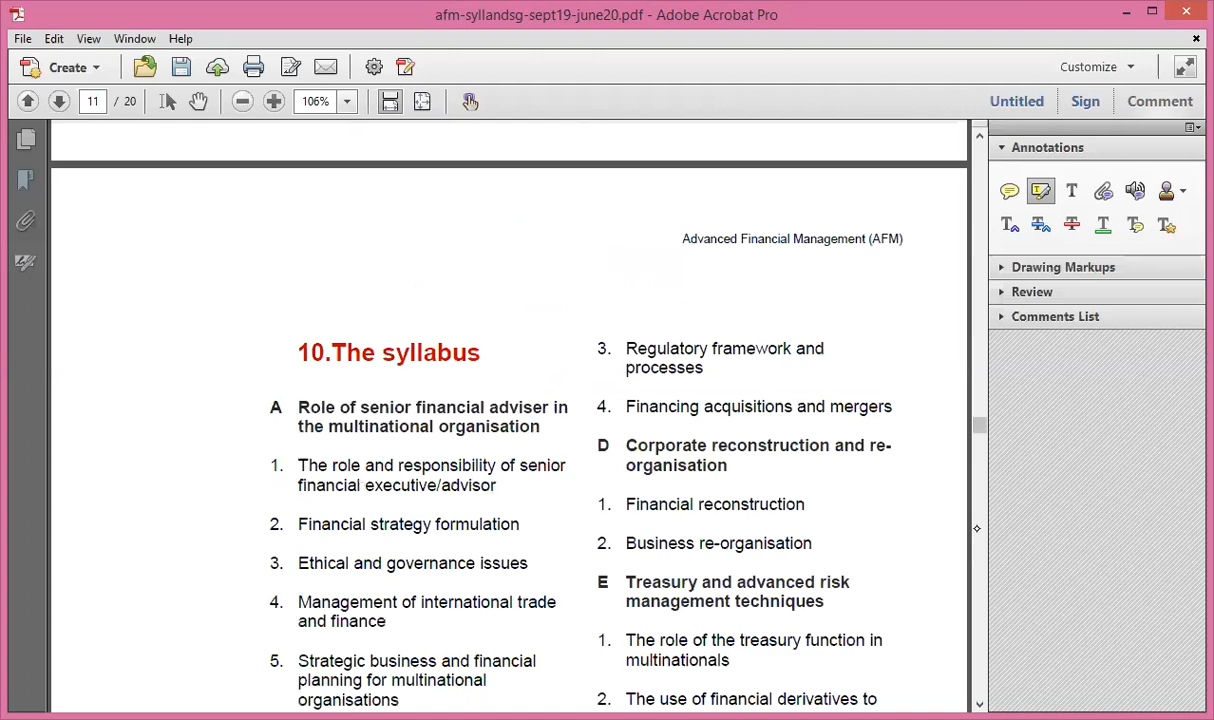 afm-syllandsg-sept19-june20.pdf - Adobe Acrobat Pro
File Edit View Window Help
Create
Customize
11 / 20
106%
Untitled Sign Comment
Annotations
Drawing Markups
Review
Comments List
Advanced Financial Management (AFM)
10.The syllabus
A Role of senior financial adviser in
the multinational organisation
1. The role and responsibility of senior
financial executive/advisor
2. Financial strategy formulation
3. Ethical and governance issues
4. Management of international trade
and finance
5. Strategic business and financial
planning for multinational
organisations
3. Regulatory framework and
processes
4. Financing acquisitions and mergers
D Corporate reconstruction and re-
organisation
1. Financial reconstruction
2. Business re-organisation
E Treasury and advanced risk
management techniques
1. The role of the treasury function in
multinationals
2. The use of financial derivatives to